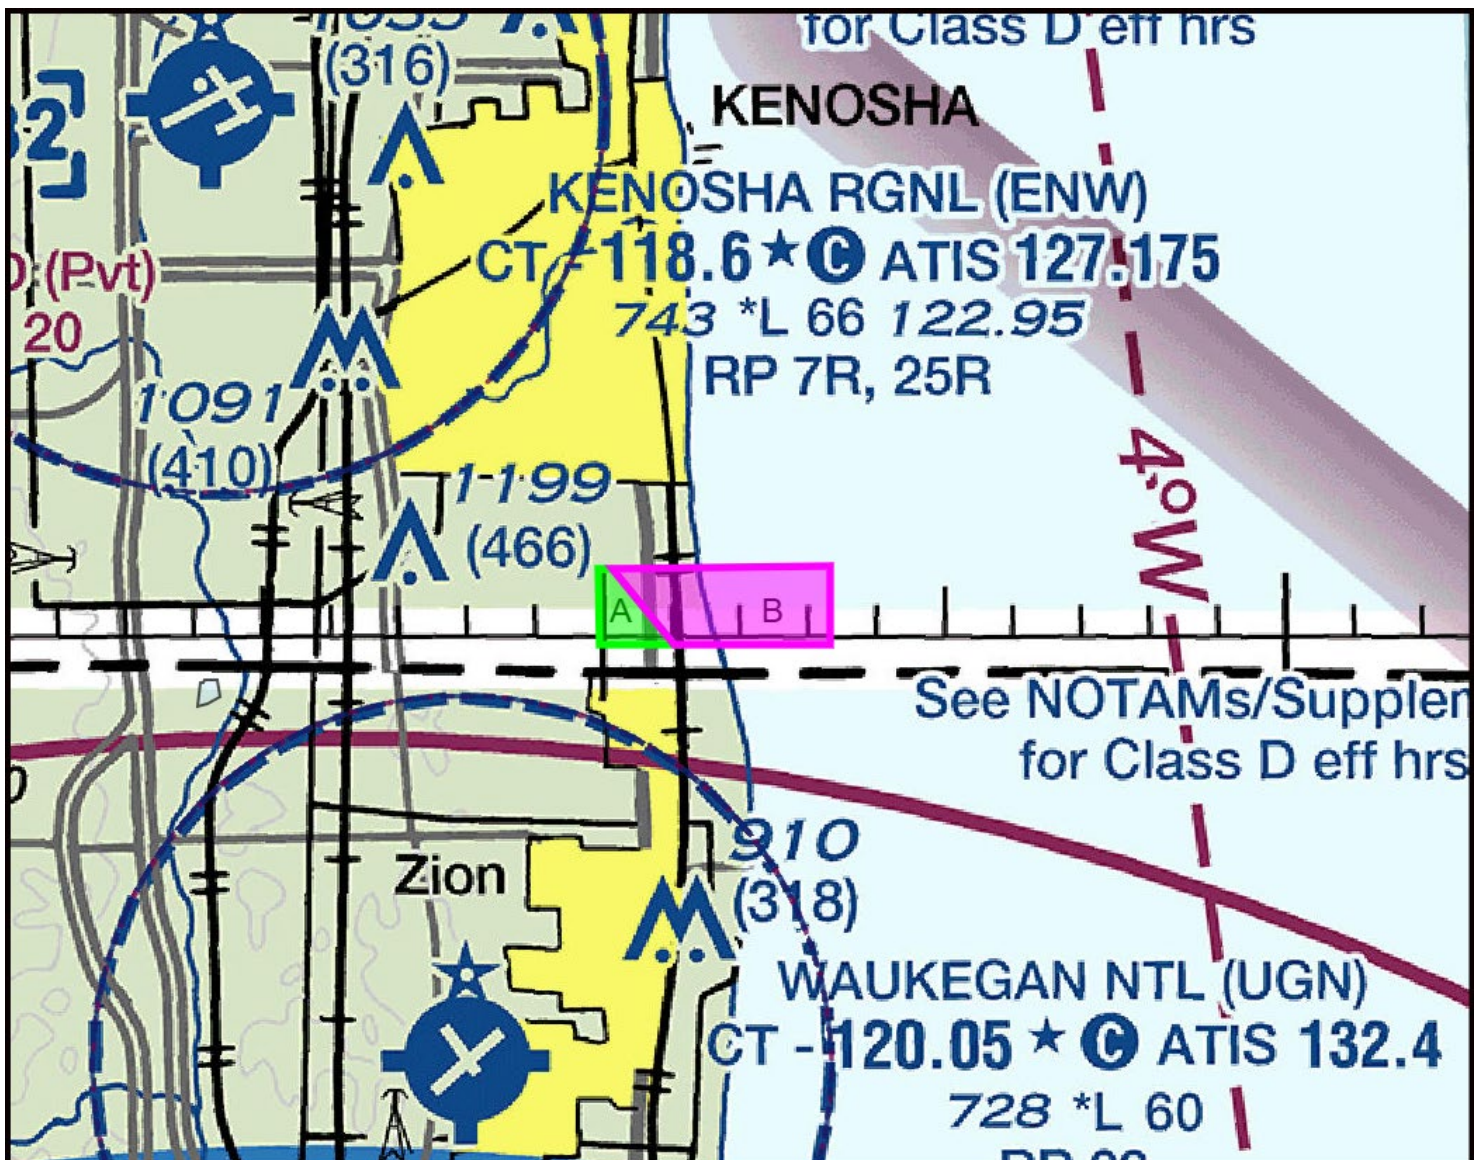 for Class D eff hrs
1035
(316)
KENOSHA
KENOSHA RGNL (ENW)
CT - 118.6 ★ C ATIS 127.175
743 *L 66 122.95
RP 7R, 25R
(Pvt)
20
1091
(410)
4°W
1199
(466)
A
B
See NOTAMs/Supplem
for Class D eff hrs
910
(318)
Zion
WAUKEGAN NTL (UGN)
CT - 120.05 ★ C ATIS 132.4
728 *L 60